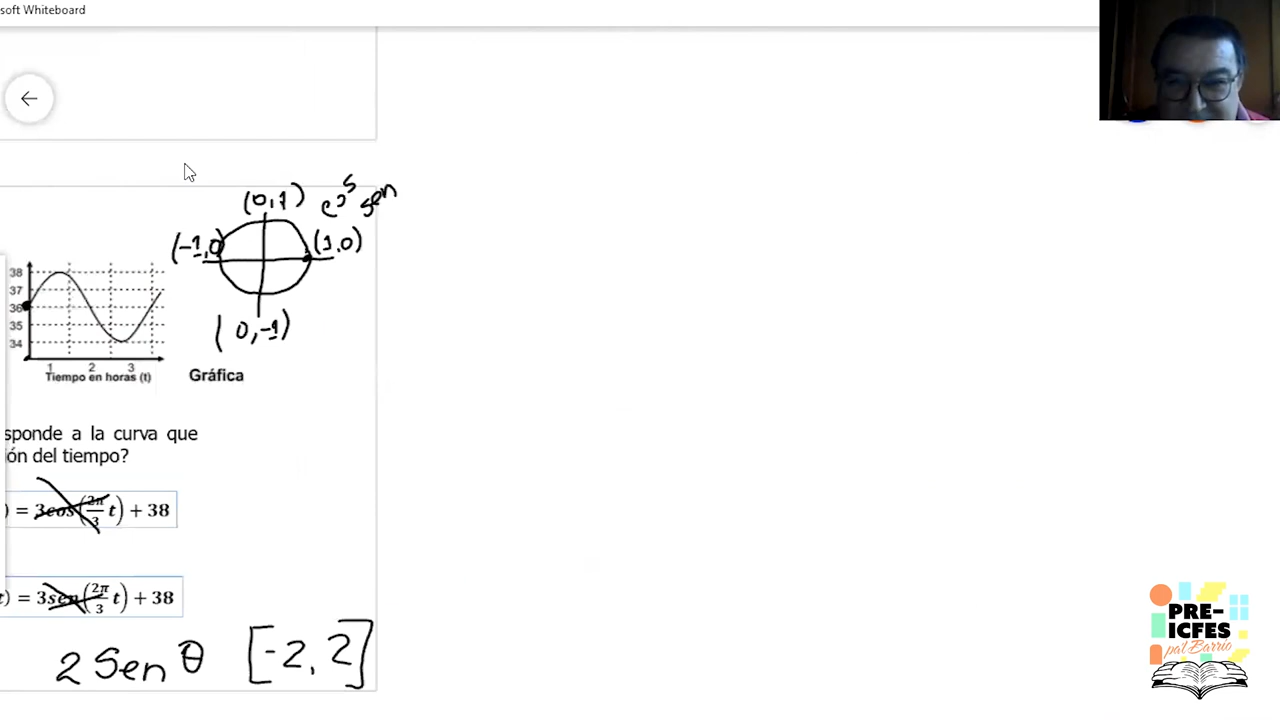 soft Whiteboard
(0,1) cos sen
(-1,0) (1,0)
(0,-1)
38
37
36
35
34
1 2 3
Tiempo en horas (t)
Gráfica
sponde a la curva que
ón del tiempo?
) = 3cos(2π/3 t) + 38
t) = 3sen(2π/3 t) + 38
2 Sen θ [-2, 2]
PRE-
ICFES
pal Barrio